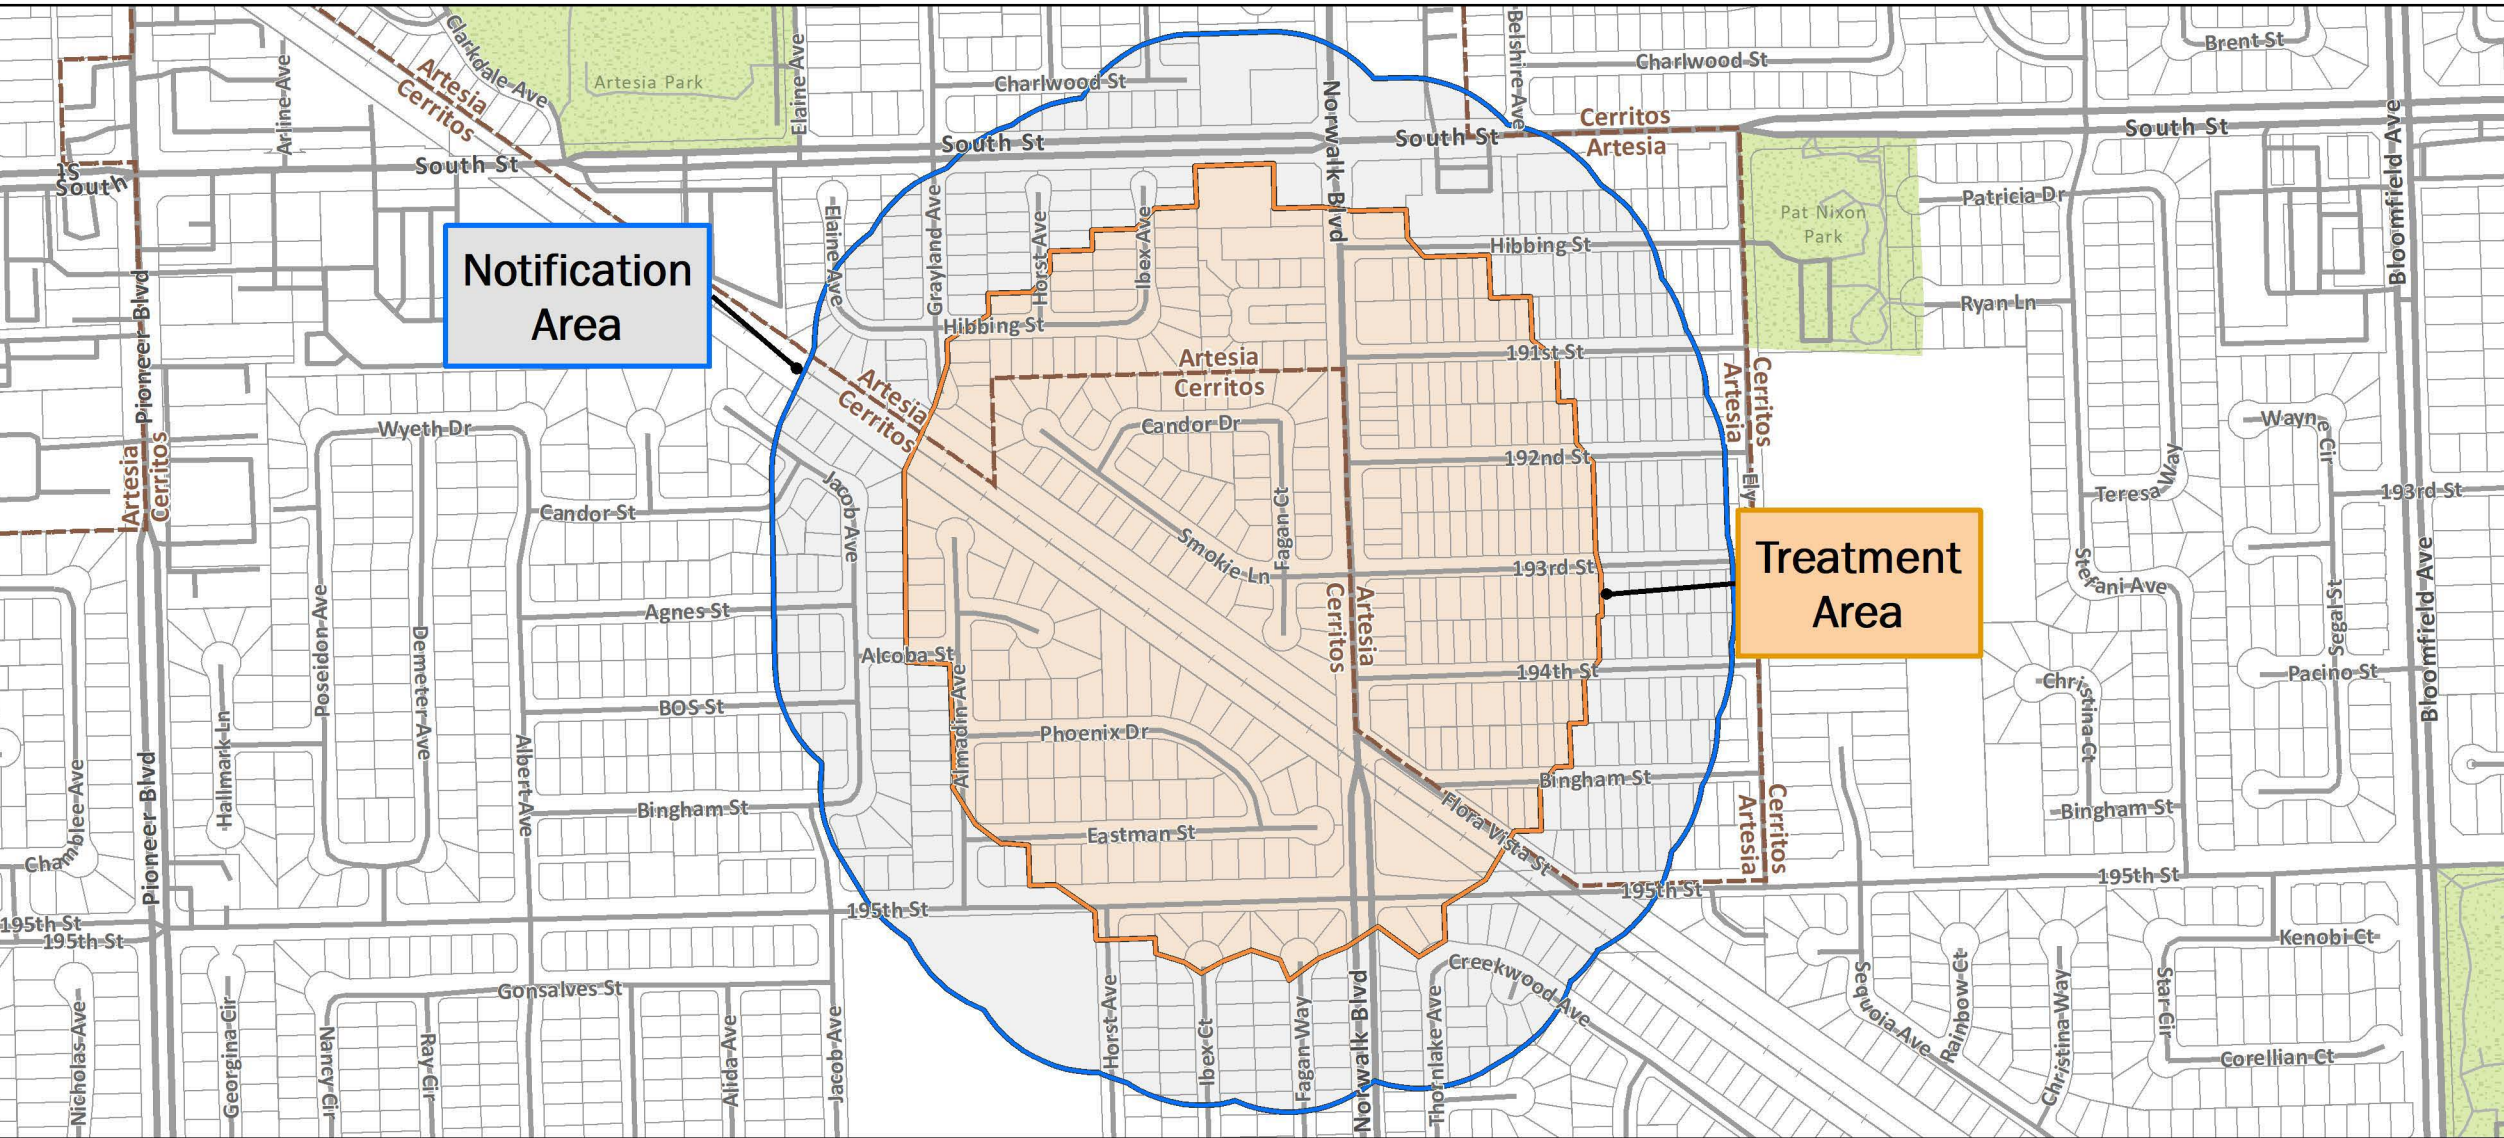 Clarkdale Ave
Artesia
Cerritos
Artesia Park
Elaine Ave
Arline Ave
Charlwood St
Norwalk Blvd
Belshire Ave
Charlwood St
Brent St
South St
South St
South St
Cerritos
Artesia
South St
Bloomfield Ave
South
Pioneer Blvd
Notification
Area
Elaine Ave
Grayland Ave
Horst Ave
Ibex Ave
Hibbing St
Hibbing St
Pat Nixon
Park
Patricia Dr
Ryan Ln
Artesia
Cerritos
191st St
Artesia
Cerritos
Artesia
Cerritos
Wyeth Dr
Candor Dr
192nd St
Wayne Cir
Artesia
Cerritos
Jacob Ave
Candor St
Fagan Ct
Smokie Ln
193rd St
Teresa Way
193rd St
Treatment
Area
Stefani Ave
Segal St
Bloomfield Ave
Poseidon Ave
Demeter Ave
Agnes St
Alcoba St
Cerritos
Artesia
194th St
Christina Ct
Pacino St
Hallmark Ln
BOS St
Almadin Ave
Phoenix Dr
Albert Ave
Chamblee Ave
Pioneer Blvd
Bingham St
Eastman St
Bingham St
Flora Vista St
Artesia
Cerritos
Bingham St
195th St
195th St
195th St
195th St
195th St
Kenobi Ct
Gonsalves St
Creekwood Ave
Nicholas Ave
Georgina Cir
Nancy Cir
Ray Cir
Alida Ave
Jacob Ave
Horst Ave
Ibex Ct
Fagan Way
Norwalk Blvd
Thornlake Ave
Sequoia Ave
Rainbow Ct
Christina Way
Star Cir
Corellian Ct